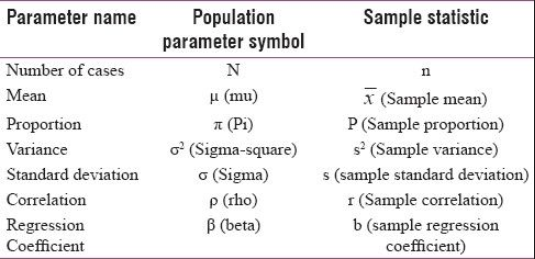 Parameter name Population parameter symbol Sample statistic
Number of cases N n
Mean μ (mu) x̅ (Sample mean)
Proportion π (Pi) P (Sample proportion)
Variance σ² (Sigma-square) s² (Sample variance)
Standard deviation σ (Sigma) s (sample standard deviation)
Correlation ρ (rho) r (Sample correlation)
Regression β (beta) b (sample regression
Coefficient coefficient)